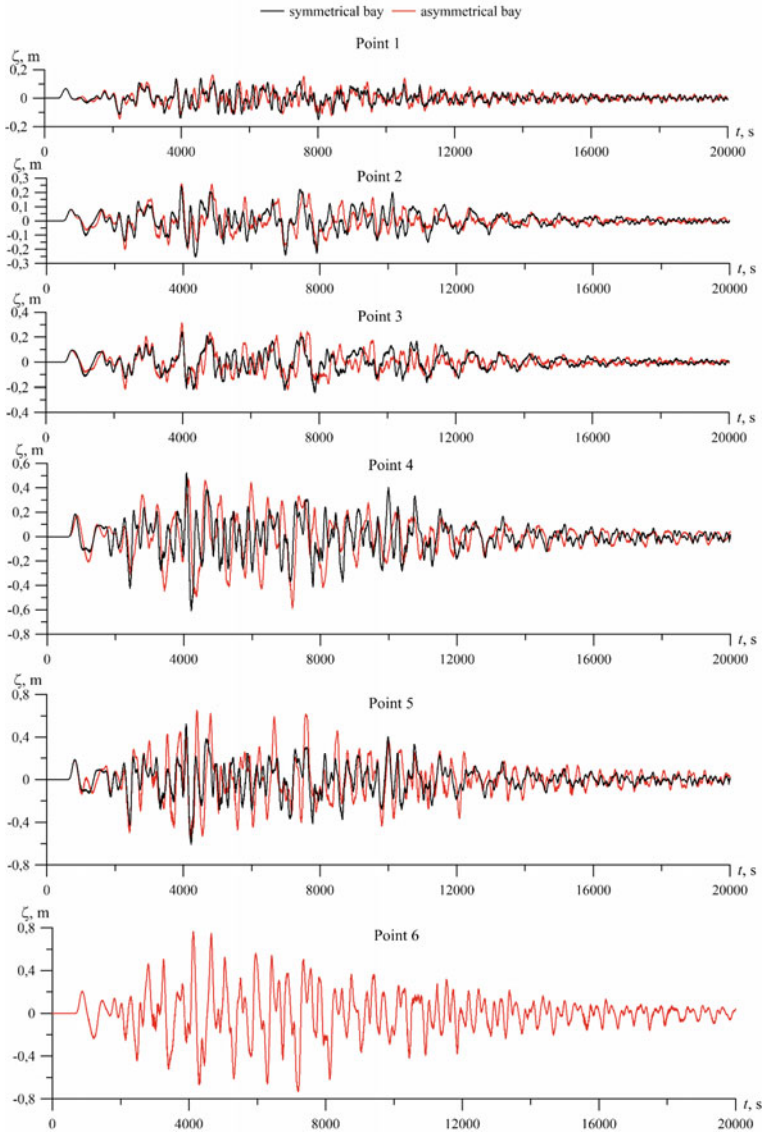 symmetrical bay asymmetrical bay
Point 1
ζ, m
0,2
0
-0,2
t, s
0 4000 8000 12000 16000 20000
Point 2
ζ, m
0,3
0,2
0,1
0
-0,1
-0,2
-0,3
t, s
0 4000 8000 12000 16000 20000
Point 3
ζ, m
0,4
0,2
0
-0,2
-0,4
t, s
0 4000 8000 12000 16000 20000
Point 4
ζ, m
0,6
0,4
0,2
0
-0,2
-0,4
-0,6
-0,8
t, s
0 4000 8000 12000 16000 20000
Point 5
ζ, m
0,8
0,4
0
-0,4
-0,8
t, s
0 4000 8000 12000 16000 20000
Point 6
ζ, m
0,8
0,4
0
-0,4
-0,8
t, s
0 4000 8000 12000 16000 20000